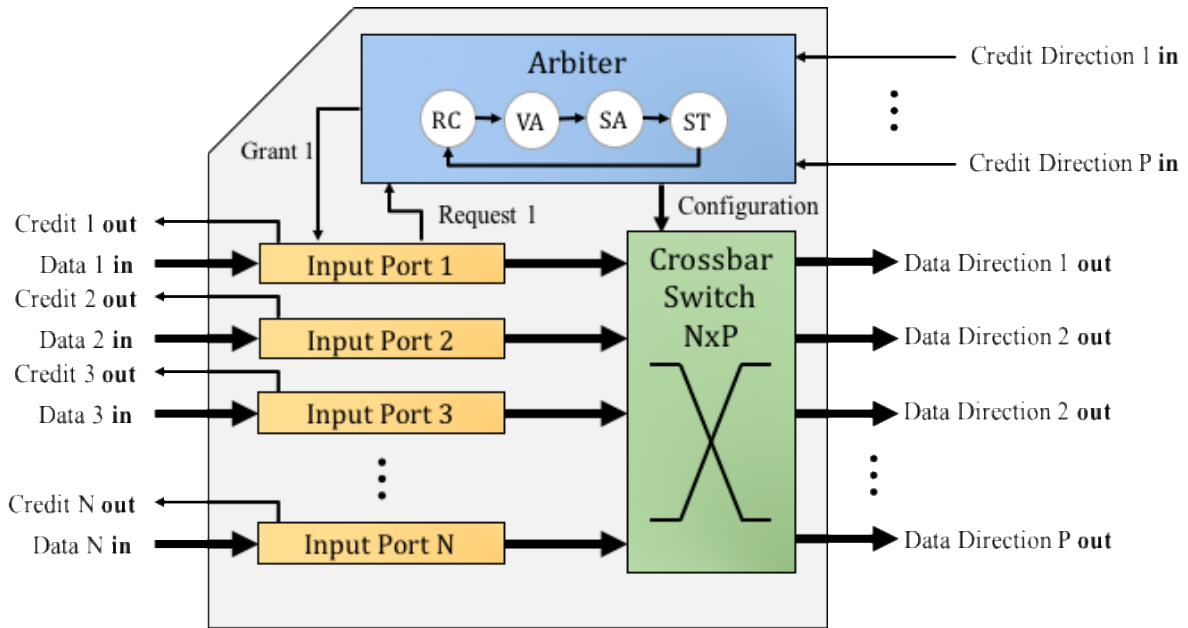 Arbiter
RC
VA
SA
ST
Credit Direction 1 in
Credit Direction P in
Grant 1
Request 1
Configuration
Credit 1 out
Data 1 in
Input Port 1
Credit 2 out
Data 2 in
Input Port 2
Credit 3 out
Data 3 in
Input Port 3
Credit N out
Data N in
Input Port N
Crossbar
Switch
NxP
Data Direction 1 out
Data Direction 2 out
Data Direction 2 out
Data Direction P out